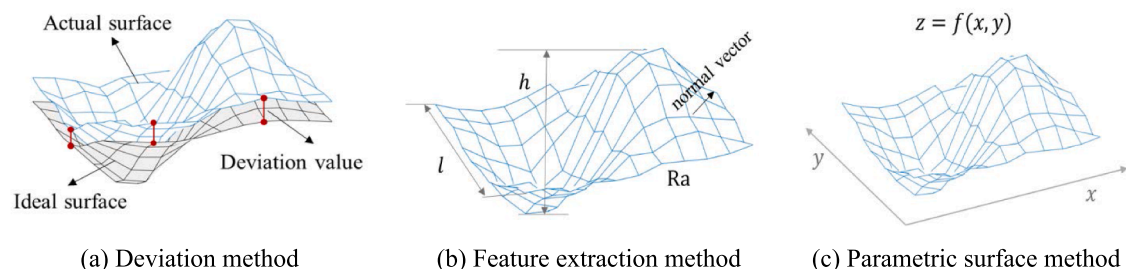 Actual surface
Deviation value
Ideal surface
(a) Deviation method
h
normal vector
l
Ra
(b) Feature extraction method
z = f(x, y)
y
x
(c) Parametric surface method